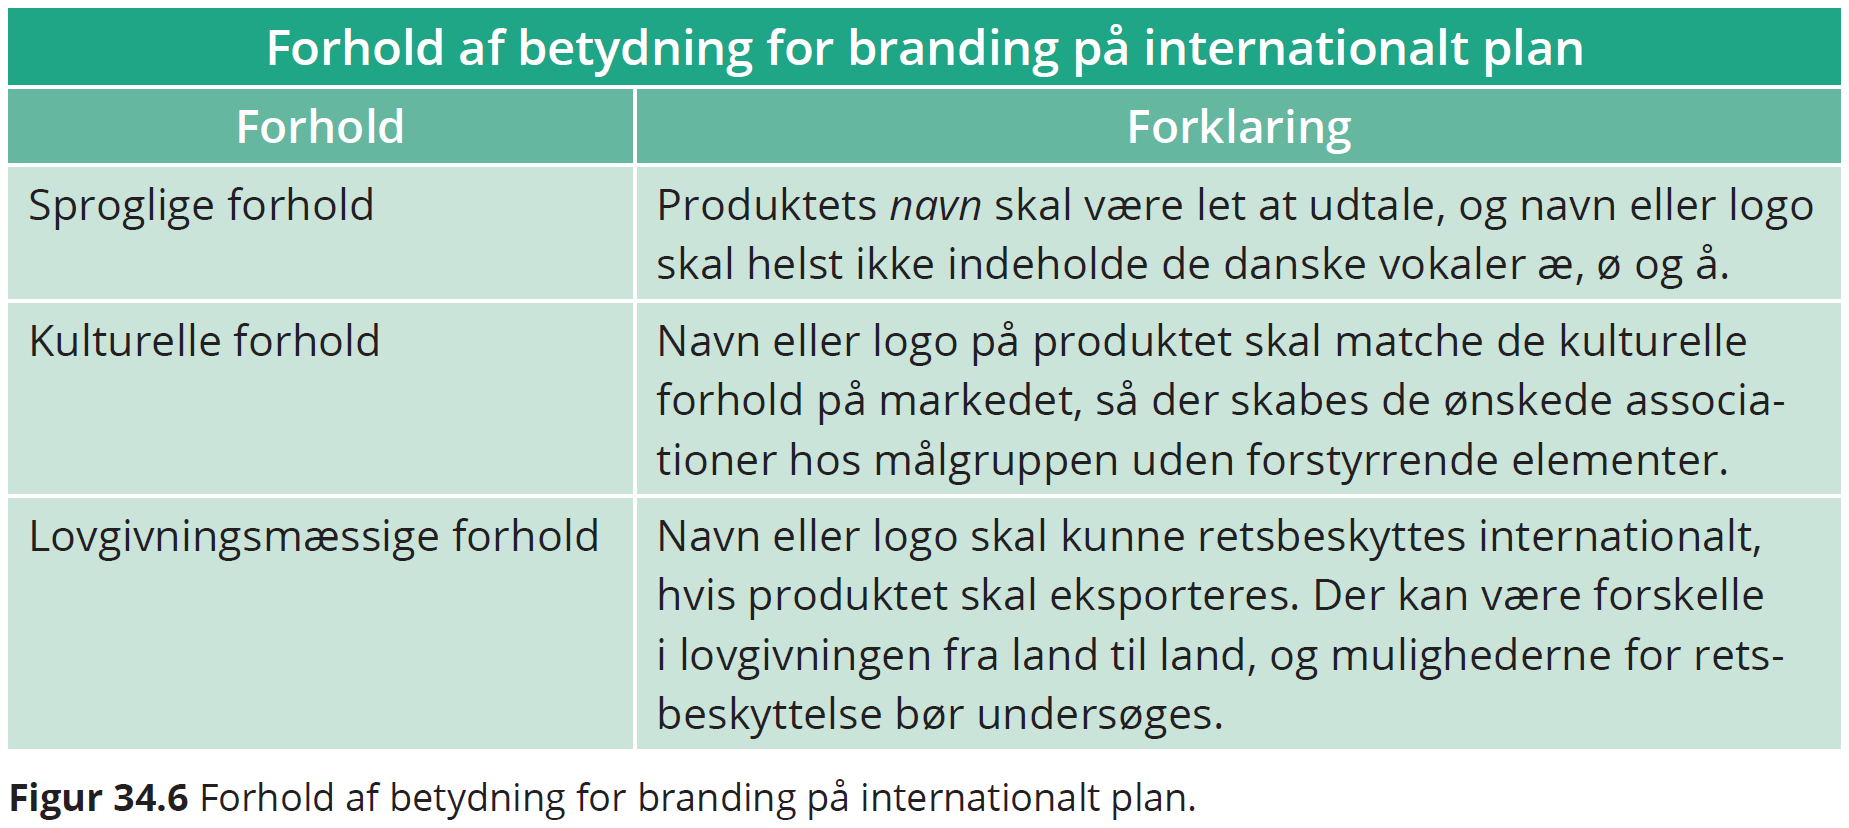 Forhold af betydning for branding på internationalt plan
Forhold
Forklaring
Sproglige forhold
Produktets navn skal være let at udtale, og navn eller logo
skal helst ikke indeholde de danske vokaler æ, ø og å.
Kulturelle forhold
Navn eller logo på produktet skal matche de kulturelle
forhold på markedet, så der skabes de ønskede associa-
tioner hos målgruppen uden forstyrrende elementer.
Lovgivningsmæssige forhold
Navn eller logo skal kunne retsbeskyttes internationalt,
hvis produktet skal eksporteres. Der kan være forskelle
i lovgivningen fra land til land, og mulighederne for rets-
beskyttelse bør undersøges.
Figur 34.6 Forhold af betydning for branding på internationalt plan.